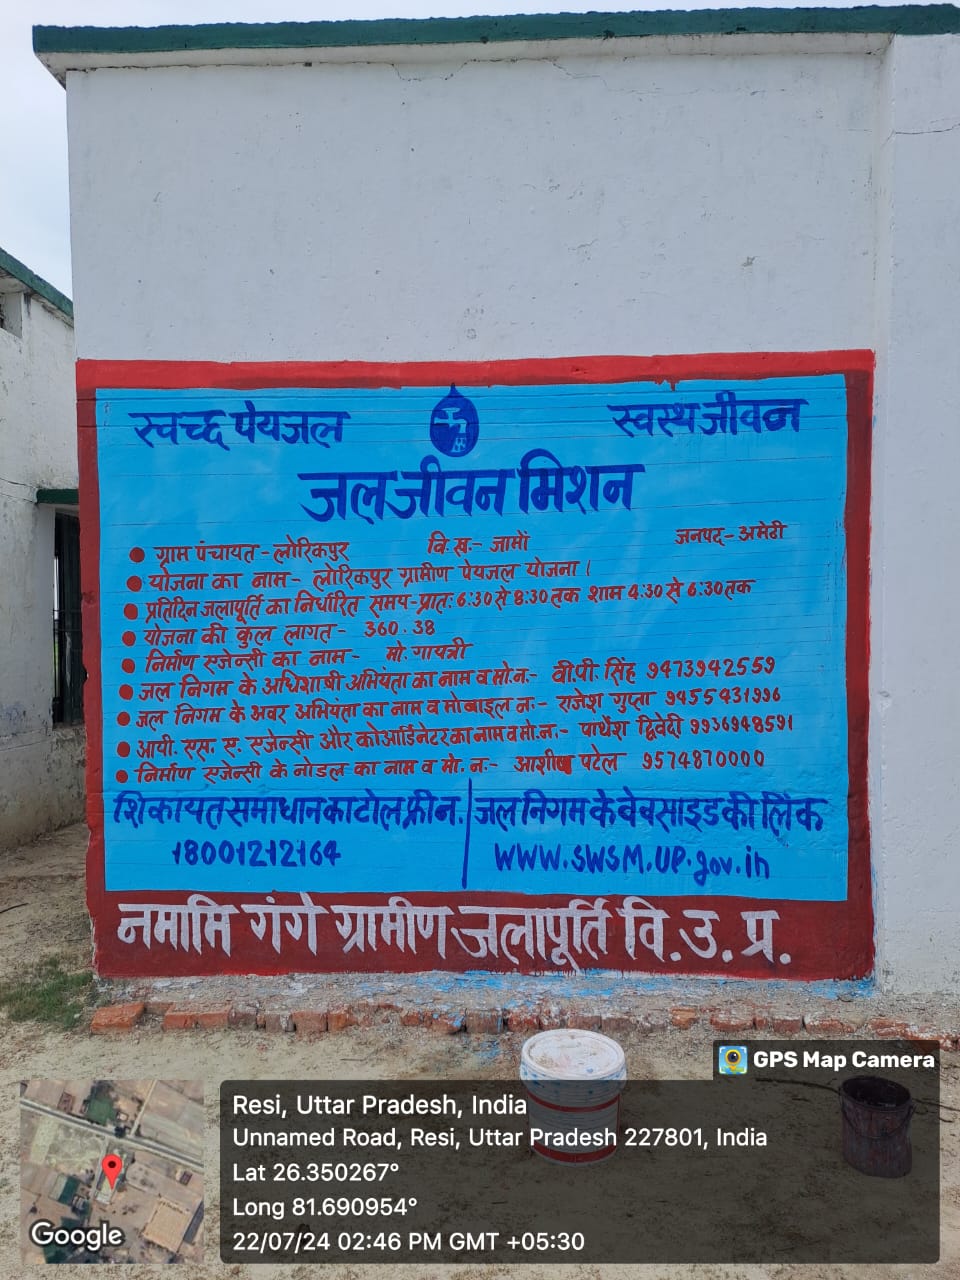 स्वच्छ पेयजल स्वस्थ जीवन
जल जीवन मिशन
ग्राम पंचायत - लोरिकपुर वि.ख.- जामों जनपद - अमेठी
योजना का नाम - लोरिकपुर ग्रामीण पेयजल योजना।
प्रतिदिन जलापूर्ति का निर्धारित समय-प्रात: 6:30 से 8:30 तक शाम 4:30 से 6:30 तक
योजना की कुल लागत - 360.38
निर्माण एजेन्सी का नाम - मे. गायत्री
जल निगम के अधिशाषी अभियंता का नाम व मो.न.- वी.पी. सिंह 9473942559
जल निगम के अवर अभियंता का नाम व मोबाइल न:- राजेश गुप्ता 9455431996
आयी. एस. ए. एजेन्सी और कोआर्डिनेटर का नाम व मो.न.- पार्थेश द्विवेदी 9936948591
निर्माण एजेन्सी के नोडल का नाम व मो. न:- आशीष पटेल 9574870000
शिकायत समाधान का टोल फ्री न. जल निगम के वेबसाइड की लिंक
18001212164 WWW.SWSM.UP.gov.in
नमामि गंगे ग्रामीण जलापूर्ति वि. उ. प्र.
GPS Map Camera
Resi, Uttar Pradesh, India
Unnamed Road, Resi, Uttar Pradesh 227801, India
Lat 26.350267°
Long 81.690954°
22/07/24 02:46 PM GMT +05:30
Google